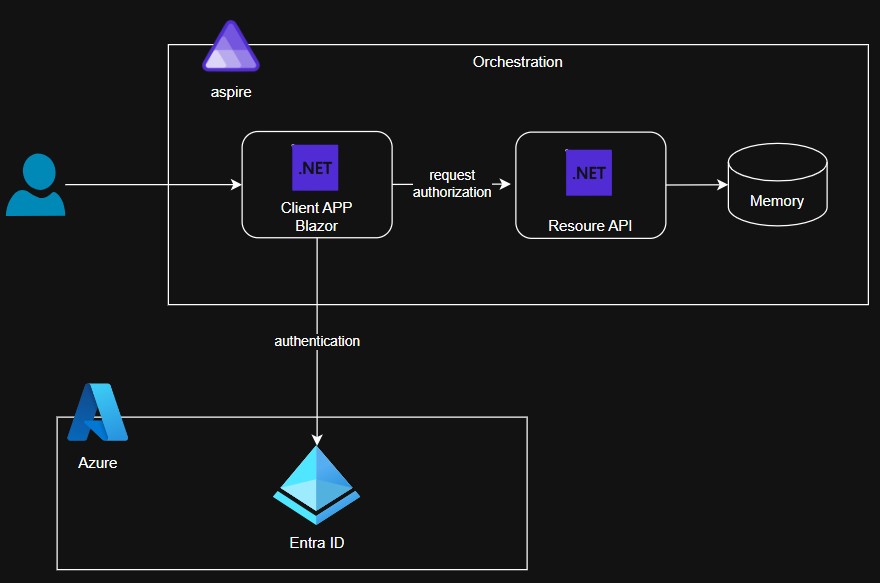 Orchestration
aspire
.NET
Client APP
Blazor
request
authorization
.NET
Resoure API
Memory
authentication
Azure
Entra ID